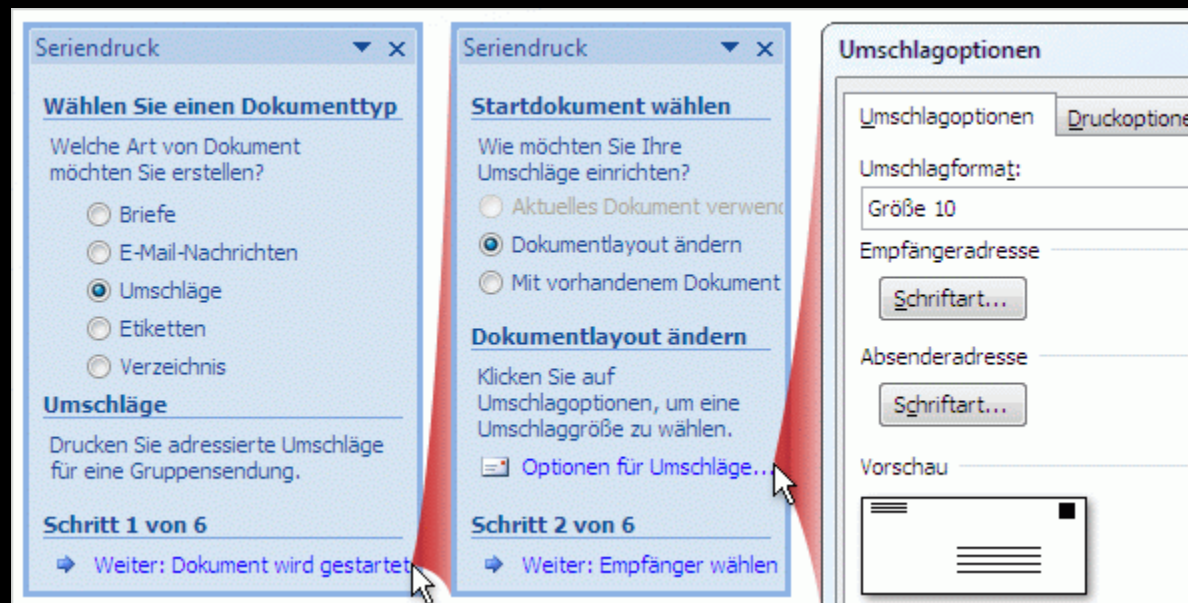 Seriendruck
Wählen Sie einen Dokumenttyp
Welche Art von Dokument
möchten Sie erstellen?
Briefe
E-Mail-Nachrichten
Umschläge
Etiketten
Verzeichnis
Umschläge
Drucken Sie adressierte Umschläge
für eine Gruppensendung.
Schritt 1 von 6
Weiter: Dokument wird gestartet
Seriendruck
Startdokument wählen
Wie möchten Sie Ihre
Umschläge einrichten?
Aktuelles Dokument verwend
Dokumentlayout ändern
Mit vorhandenem Dokument
Dokumentlayout ändern
Klicken Sie auf
Umschlagoptionen, um eine
Umschlaggröße zu wählen.
Optionen für Umschläge...
Schritt 2 von 6
Weiter: Empfänger wählen
Umschlagoptionen
Umschlagoptionen
Druckoptione
Umschlagformat:
Größe 10
Empfängeradresse
Schriftart...
Absenderadresse
Schriftart...
Vorschau